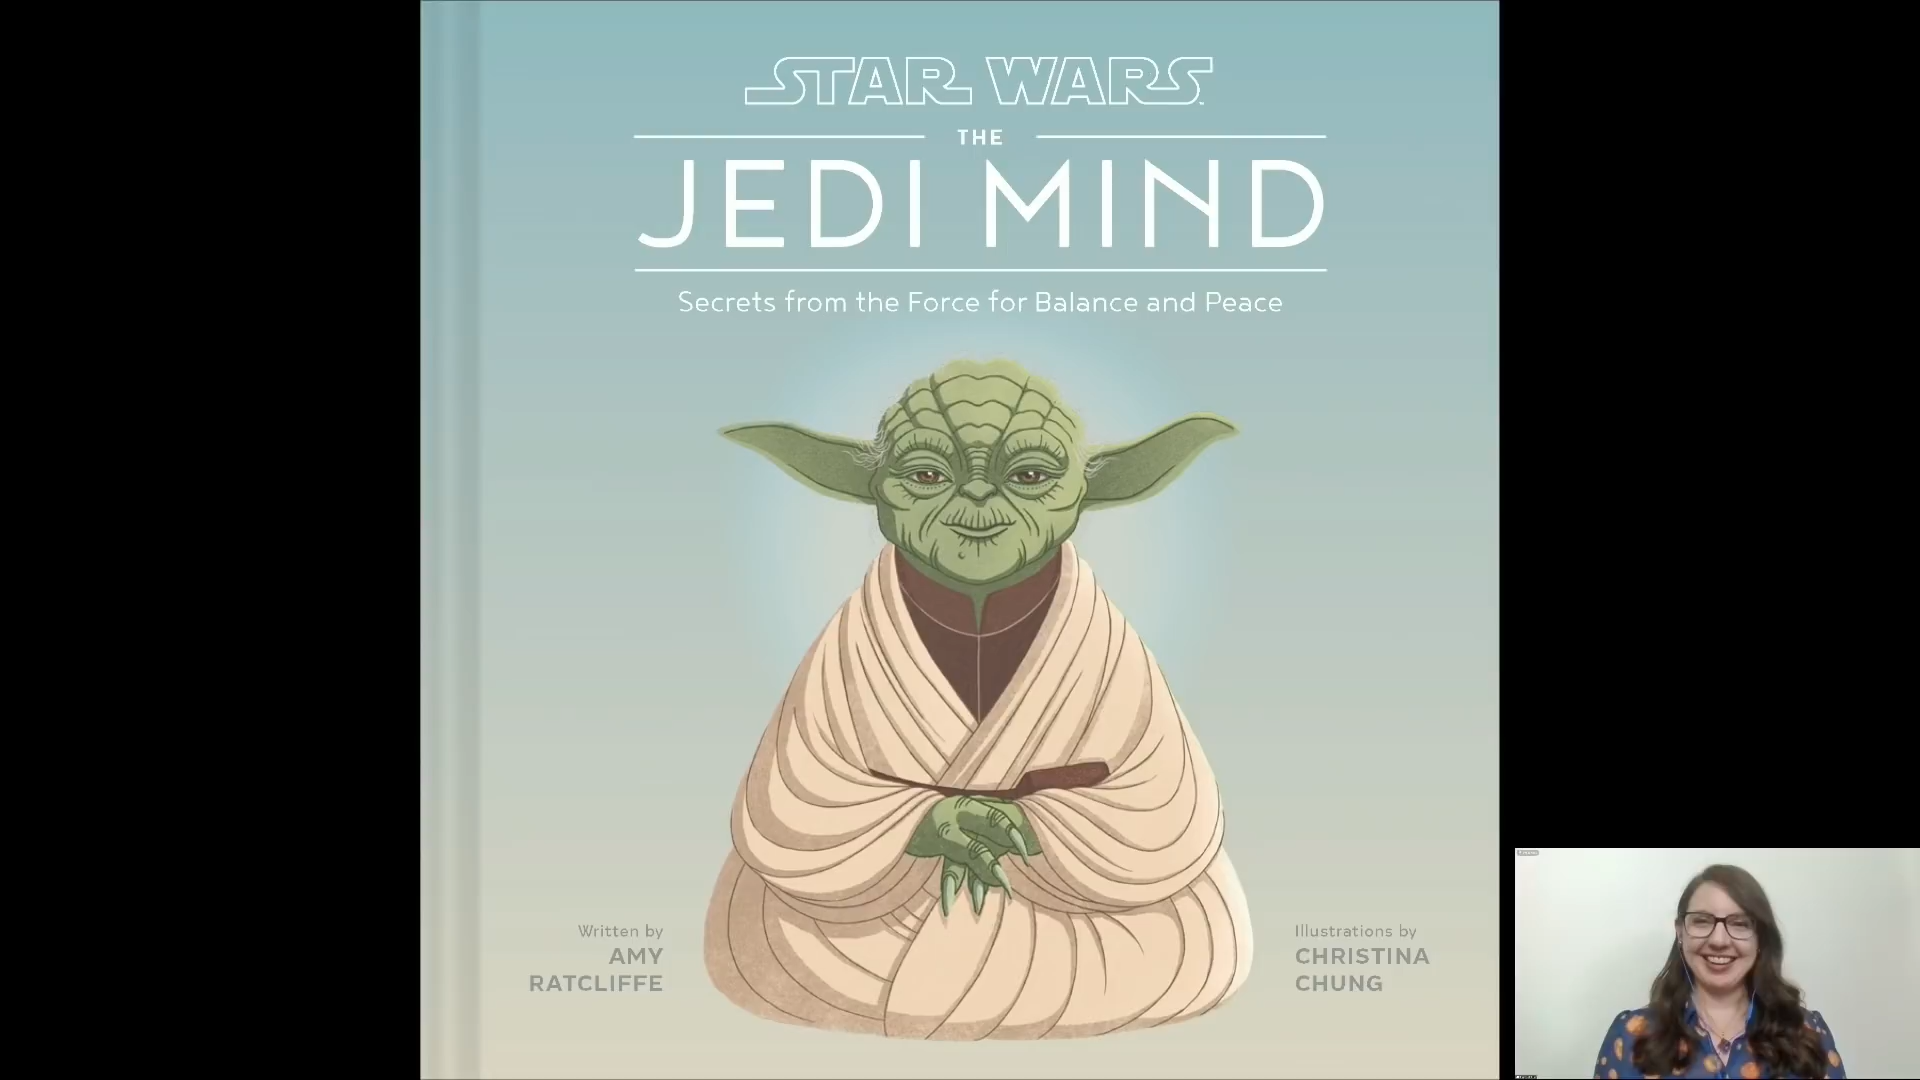 STAR WARS
THE
JEDI MIND
Secrets from the Force for Balance and Peace
Written by
AMY
RATCLIFFE
Illustrations by
CHRISTINA
CHUNG